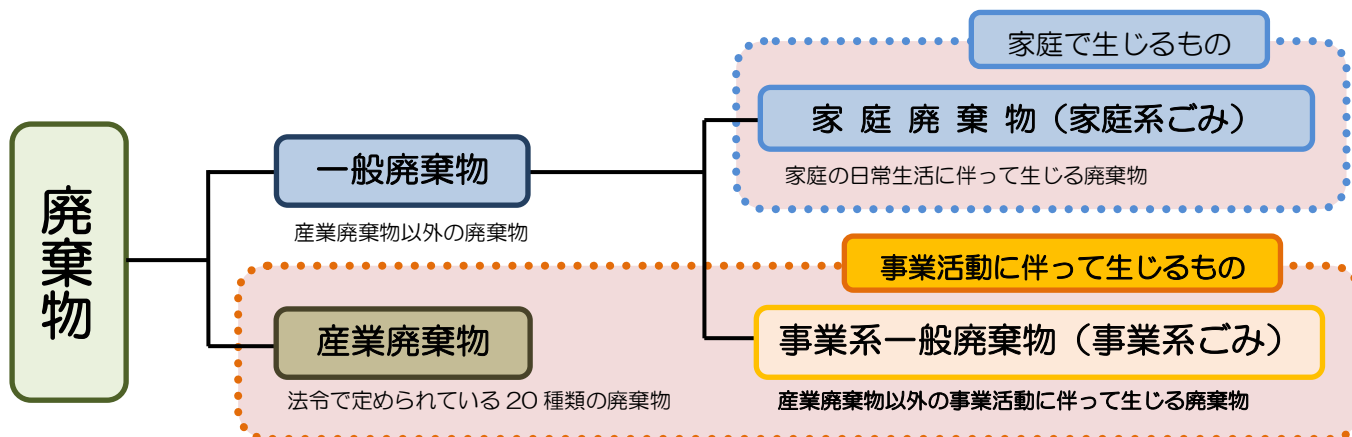 廃棄物
一般廃棄物
産業廃棄物以外の廃棄物
産業廃棄物
法令で定められている20種類の廃棄物
家庭で生じるもの
家庭廃棄物（家庭系ごみ）
家庭の日常生活に伴って生じる廃棄物
事業活動に伴って生じるもの
事業系一般廃棄物（事業系ごみ）
産業廃棄物以外の事業活動に伴って生じる廃棄物